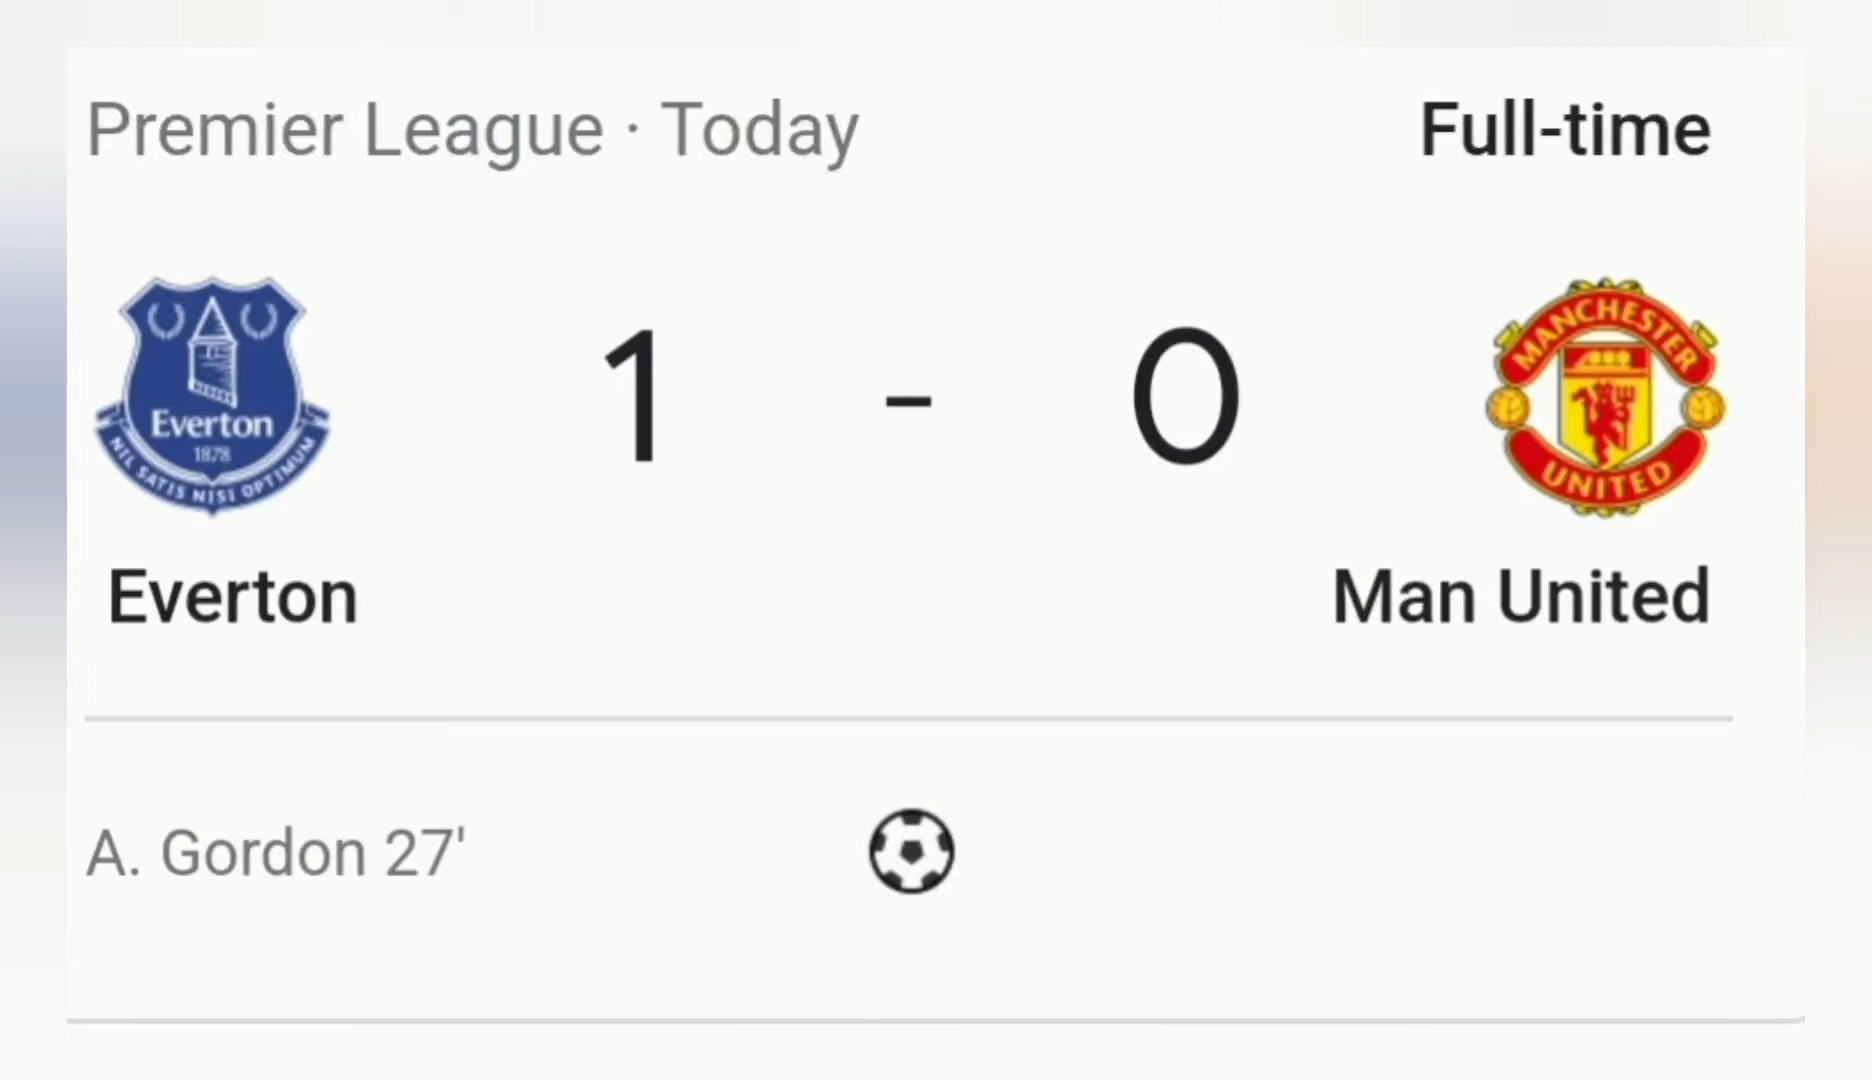 Premier League · Today
Full-time
Everton
1878
NIL SATIS NISI OPTIMUM
1 - 0
MANCHESTER
UNITED
Everton
Man United
A. Gordon 27'